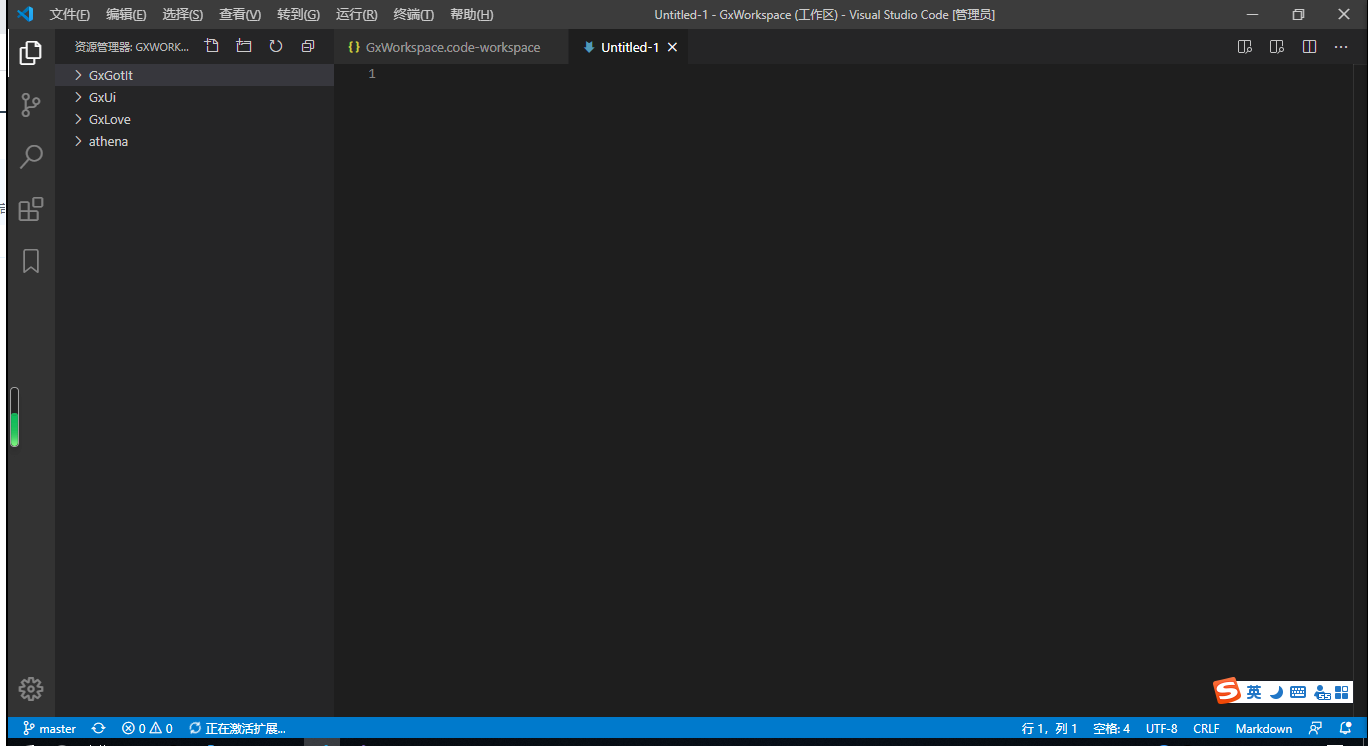 文件(F) 编辑(E) 选择(S) 查看(V) 转到(G) 运行(R) 终端(T) 帮助(H) Untitled-1 - GxWorkspace (工作区) - Visual Studio Code [管理员]
资源管理器: GXWORK... {} GxWorkspace.code-workspace Untitled-1
GxGotIt
GxUi
GxLove
athena
1
英
master 0 0 正在激活扩展... 行 1，列 1 空格: 4 UTF-8 CRLF Markdown